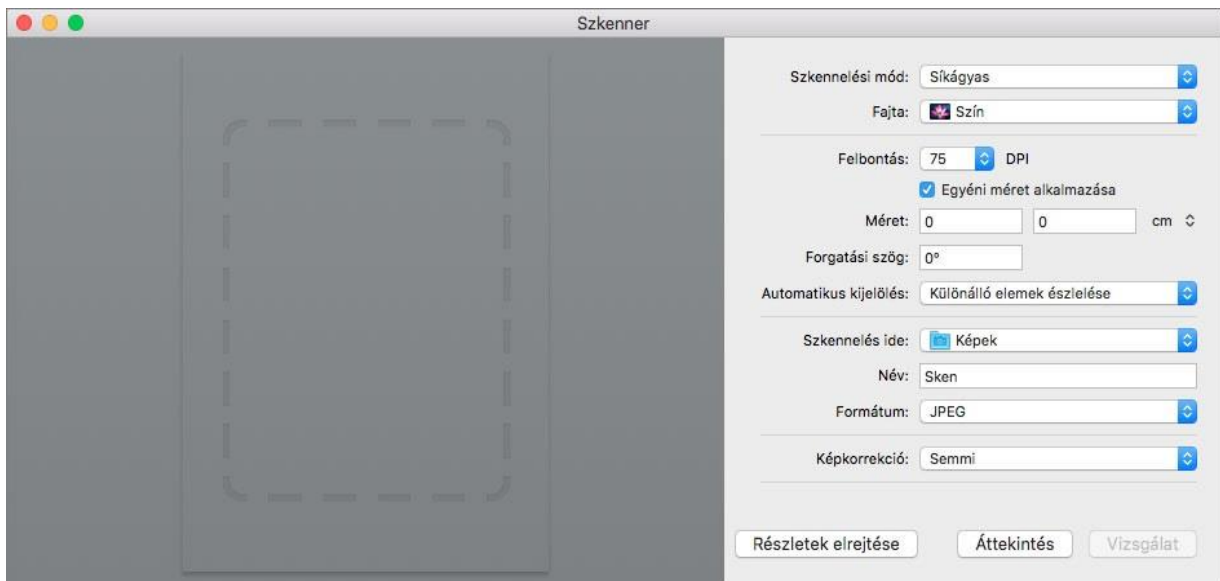 Szkenner
Szkennelési mód: Síkágyas
Fajta: Szín
Felbontás: 75 DPI
Egyéni méret alkalmazása
Méret: 0 0 cm
Forgatási szög: 0°
Automatikus kijelölés: Különálló elemek észlelése
Szkennelés ide: Képek
Név: Sken
Formátum: JPEG
Képkorrekció: Semmi
Részletek elrejtése Áttekintés Vizsgálat